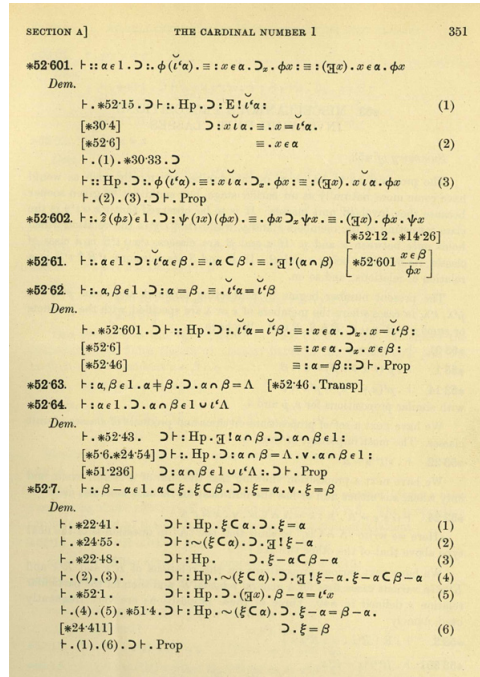 SECTION A] THE CARDINAL NUMBER 1 351
∗52·601. ⊢ :: α ε 1 . ⊃ :. φ(ῐ‘α) . ≡ : x ε α . ⊃ₓ . φx : ≡ : (∃x) . x ε α . φx
Dem.
⊢ . ∗52·15 . ⊃ ⊢ :. Hp . ⊃ : E ! ῐ‘α : (1)
[∗30·4] ⊃ : x ῐ α . ≡ . x = ῐ‘α .
[∗52·6] ≡ . x ε α (2)
⊢ . (1) . ∗30·33 . ⊃
⊢ :: Hp . ⊃ :. φ(ῐ‘α) . ≡ : x ῐ α . ⊃ₓ . φx : ≡ : (∃x) . x ῐ α . φx (3)
⊢ . (2) . (3) . ⊃ ⊢ . Prop
∗52·602. ⊢ :. ẑ(φz) ε 1 . ⊃ : ψ(℩x)(φx) . ≡ . φx ⊃ₓ ψx . ≡ . (∃x) . φx . ψx
[∗52·12 . ∗14·26]
∗52·61. ⊢ :. α ε 1 . ⊃ : ῐ‘α ε β . ≡ . α ⊂ β . ≡ . ∃ ! (α ∩ β) [∗52·601 x ε β / φx]
∗52·62. ⊢ :. α, β ε 1 . ⊃ : α = β . ≡ . ῐ‘α = ῐ‘β
Dem.
⊢ . ∗52·601 . ⊃ ⊢ :: Hp . ⊃ :. ῐ‘α = ῐ‘β . ≡ : x ε α . ⊃ₓ . x = ῐ‘β :
[∗52·6] ≡ : x ε α . ⊃ₓ . x ε β :
[∗52·46] ≡ : α = β :: ⊃ ⊢ . Prop
∗52·63. ⊢ : α, β ε 1 . α ≠ β . ⊃ . α ∩ β = Λ [∗52·46 . Transp]
∗52·64. ⊢ : α ε 1 . ⊃ . α ∩ β ε 1 ∪ ι‘Λ
Dem.
⊢ . ∗52·43 . ⊃ ⊢ : Hp . ∃ ! α ∩ β . ⊃ . α ∩ β ε 1 :
[∗5·6.∗24·54] ⊃ ⊢ :. Hp . ⊃ : α ∩ β = Λ . v . α ∩ β ε 1 :
[∗51·236] ⊃ : α ∩ β ε 1 ∪ ι‘Λ :. ⊃ ⊢ . Prop
∗52·7. ⊢ :. β − α ε 1 . α ⊂ ξ . ξ ⊂ β . ⊃ : ξ = α . v . ξ = β
Dem.
⊢ . ∗22·41 . ⊃ ⊢ : Hp . ξ ⊂ α . ⊃ . ξ = α (1)
⊢ . ∗24·55 . ⊃ ⊢ : ~(ξ ⊂ α) . ⊃ . ∃ ! ξ − α (2)
⊢ . ∗22·48 . ⊃ ⊢ : Hp . ⊃ . ξ − α ⊂ β − α (3)
⊢ . (2) . (3) . ⊃ ⊢ : Hp . ~(ξ ⊂ α) . ⊃ . ∃ ! ξ − α . ξ − α ⊂ β − α (4)
⊢ . ∗52·1 . ⊃ ⊢ : Hp . ⊃ . (∃x) . β − α = ι‘x (5)
⊢ . (4) . (5) . ∗51·4 . ⊃ ⊢ : Hp . ~(ξ ⊂ α) . ⊃ . ξ − α = β − α .
[∗24·411] ⊃ . ξ = β (6)
⊢ . (1) . (6) . ⊃ ⊢ . Prop